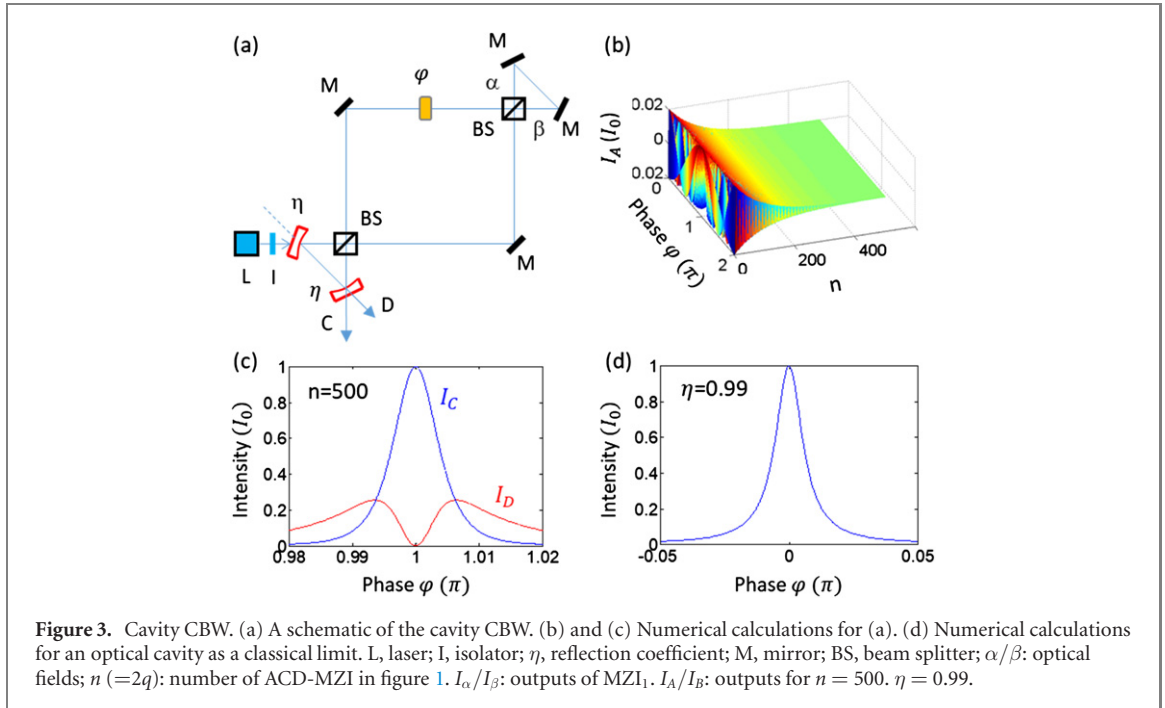 (a)
M
φ
M
α
BS
β
M
η
BS
L
I
η
M
D
C
(b)
0.02
0
0.02
I_A (I_0)
0
1
2
Phase φ (π)
0
200
400
n
(c)
n=500
I_C
I_D
1
0.8
0.6
0.4
0.2
0
Intensity (I_0)
0.98
0.99
1
1.01
1.02
Phase φ (π)
(d)
η=0.99
1
0.8
0.6
0.4
0.2
0
Intensity (I_0)
-0.05
0
0.05
Phase φ (π)
Figure 3. Cavity CBW. (a) A schematic of the cavity CBW. (b) and (c) Numerical calculations for (a). (d) Numerical calculations
for an optical cavity as a classical limit. L, laser; I, isolator; η, reflection coefficient; M, mirror; BS, beam splitter; α/β: optical
fields; n (=2q): number of ACD-MZI in figure 1. I_α/I_β: outputs of MZI_1. I_A/I_B: outputs for n = 500. η = 0.99.